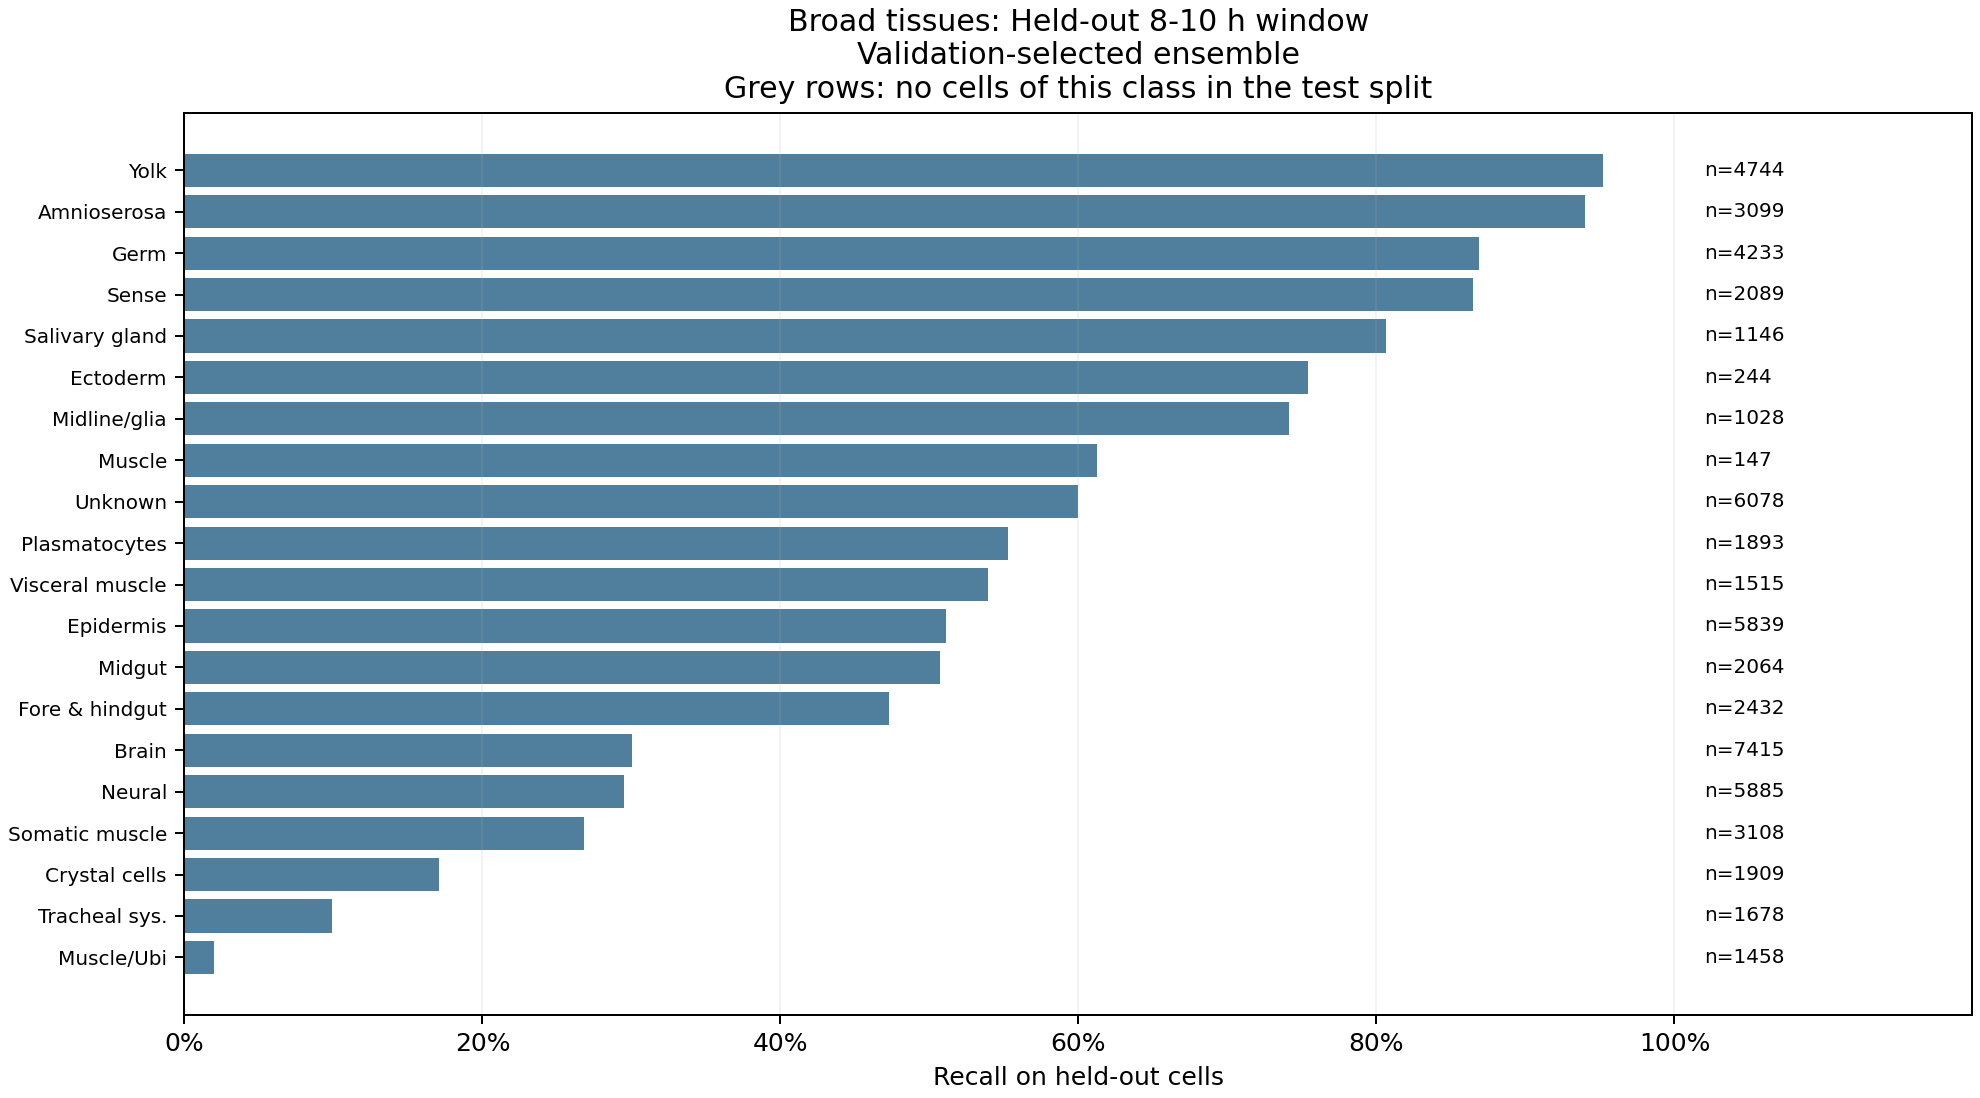 Broad tissues: Held-out 8-10 h window
Validation-selected ensemble
Grey rows: no cells of this class in the test split
Yolk n=4744
Amnioserosa n=3099
Germ n=4233
Sense n=2089
Salivary gland n=1146
Ectoderm n=244
Midline/glia n=1028
Muscle n=147
Unknown n=6078
Plasmatocytes n=1893
Visceral muscle n=1515
Epidermis n=5839
Midgut n=2064
Fore & hindgut n=2432
Brain n=7415
Neural n=5885
Somatic muscle n=3108
Crystal cells n=1909
Tracheal sys. n=1678
Muscle/Ubi n=1458
0% 20% 40% 60% 80% 100%
Recall on held-out cells